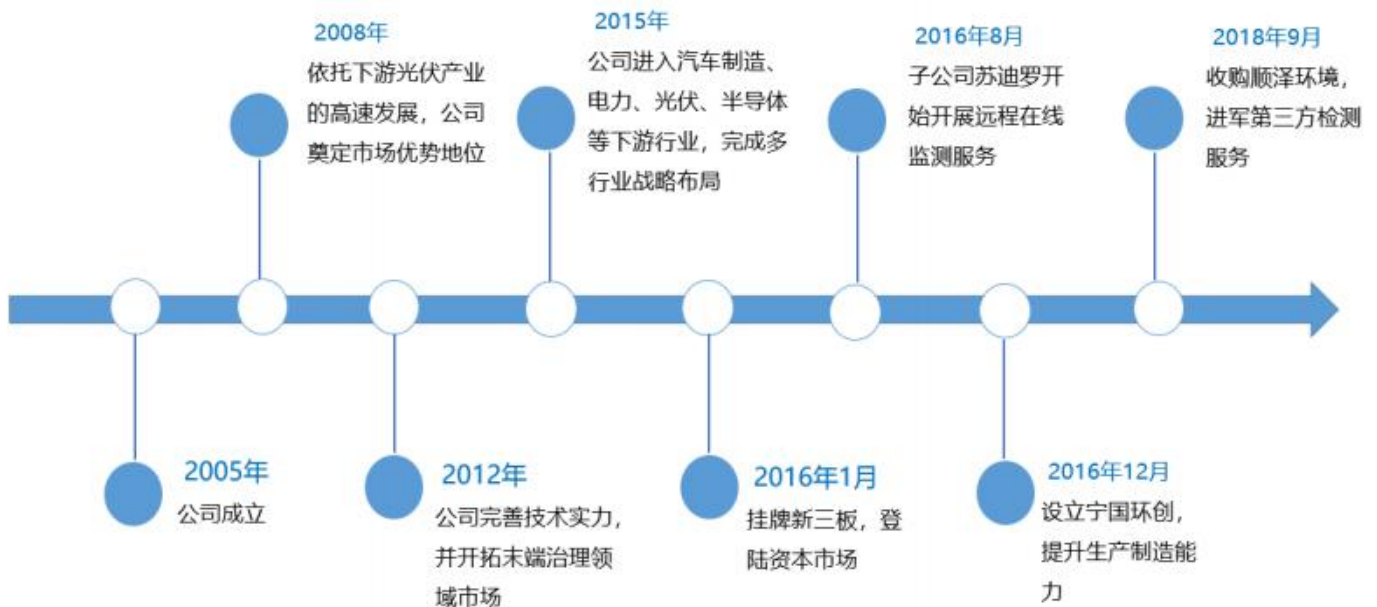 2008年
依托下游光伏产业
的高速发展，公司
奠定市场优势地位
2015年
公司进入汽车制造、
电力、光伏、半导体
等下游行业，完成多
行业战略布局
2016年8月
子公司苏迪罗开
始开展远程在线
监测服务
2018年9月
收购顺泽环境，
进军第三方检测
服务
2005年
公司成立
2012年
公司完善技术实力，
并开拓末端治理领
域市场
2016年1月
挂牌新三板，登
陆资本市场
2016年12月
设立宁国环创，
提升生产制造能
力